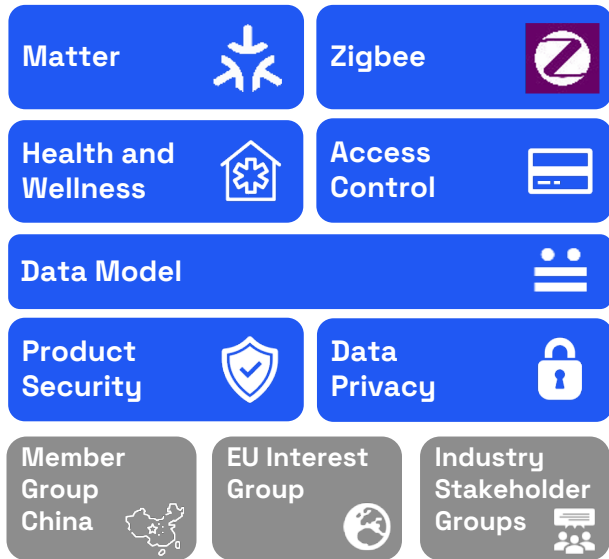 Matter
Zigbee
Health and
Wellness
Access
Control
Data Model
Product
Security
Data
Privacy
Member
Group
China
EU Interest
Group
Industry
Stakeholder
Groups